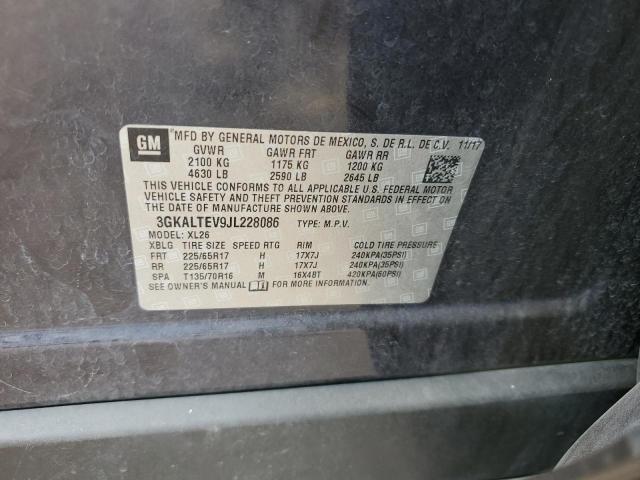 GM
MFD BY GENERAL MOTORS DE MEXICO, S. DE R.L. DE C.V. 11/17
GVWR GAWR FRT GAWR RR
2100 KG 1175 KG 1200 KG
4630 LB 2590 LB 2645 LB
THIS VEHICLE CONFORMS TO ALL APPLICABLE U.S. FEDERAL MOTOR
VEHICLE SAFETY AND THEFT PREVENTION STANDARDS IN EFFECT ON
THE DATE OF MANUFACTURE SHOWN ABOVE.
3GKALTEV9JL228086 TYPE: M.P.V.
MODEL: XL26
XBLG TIRE SIZE SPEED RTG RIM COLD TIRE PRESSURE
FRT 225/65R17 H 17X7J 240KPA(35PSI)
RR 225/65R17 H 17X7J 240KPA(35PSI)
SPA T135/70R16 M 16X4BT 420KPA(60PSI)
SEE OWNER'S MANUAL FOR MORE INFORMATION.